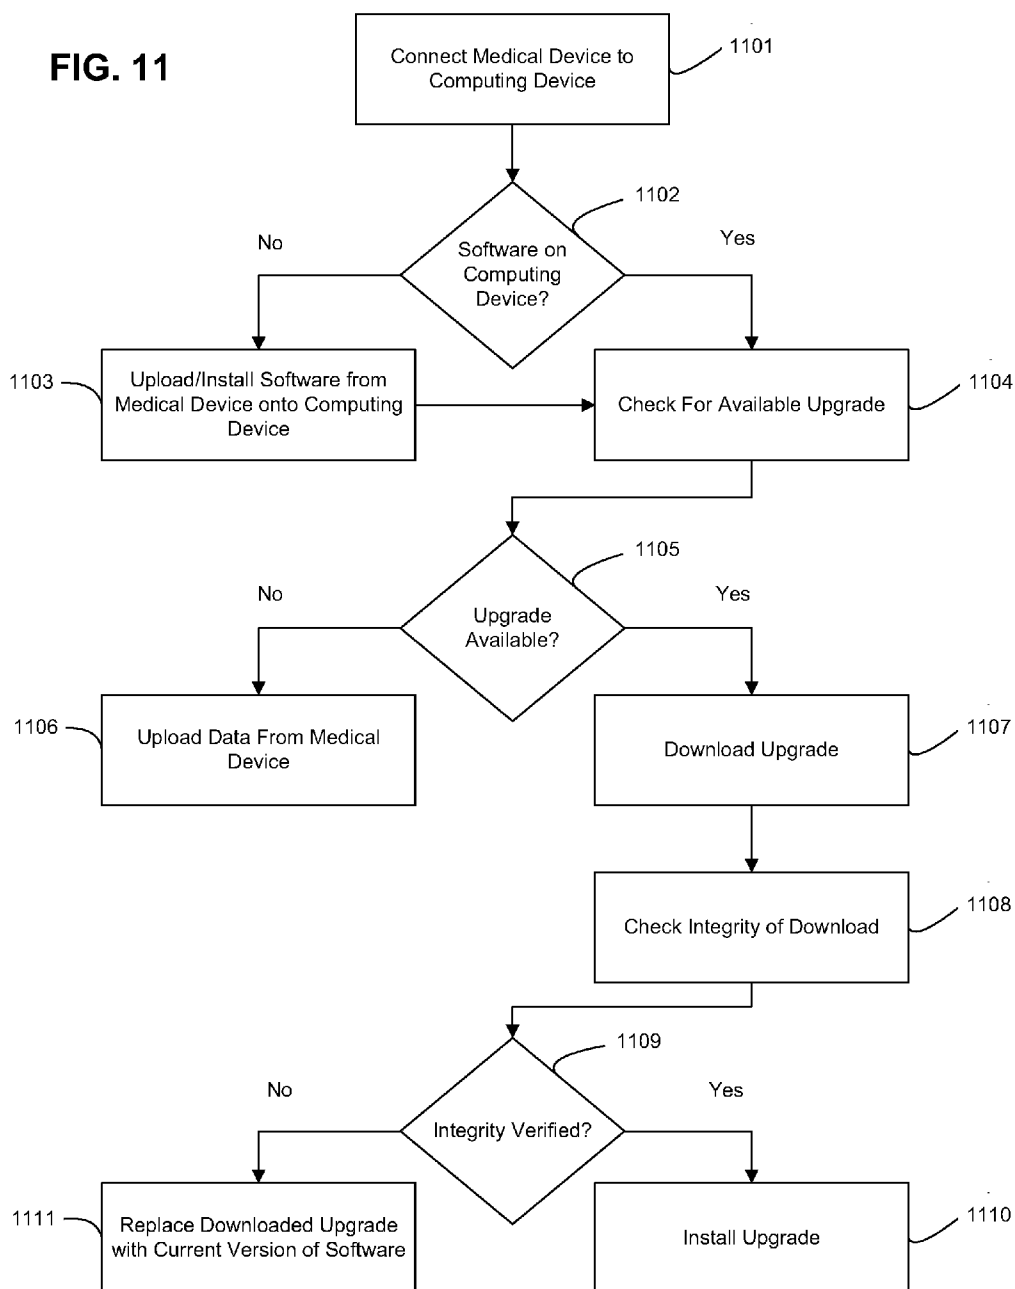 FIG. 11
Connect Medical Device to
Computing Device
1101
1102
No
Yes
Software on
Computing
Device?
1103
Upload/Install Software from
Medical Device onto Computing
Device
Check For Available Upgrade
1104
1105
No
Yes
Upgrade
Available?
1106
Upload Data From Medical
Device
Download Upgrade
1107
Check Integrity of Download
1108
1109
No
Yes
Integrity Verified?
1111
Replace Downloaded Upgrade
with Current Version of Software
Install Upgrade
1110